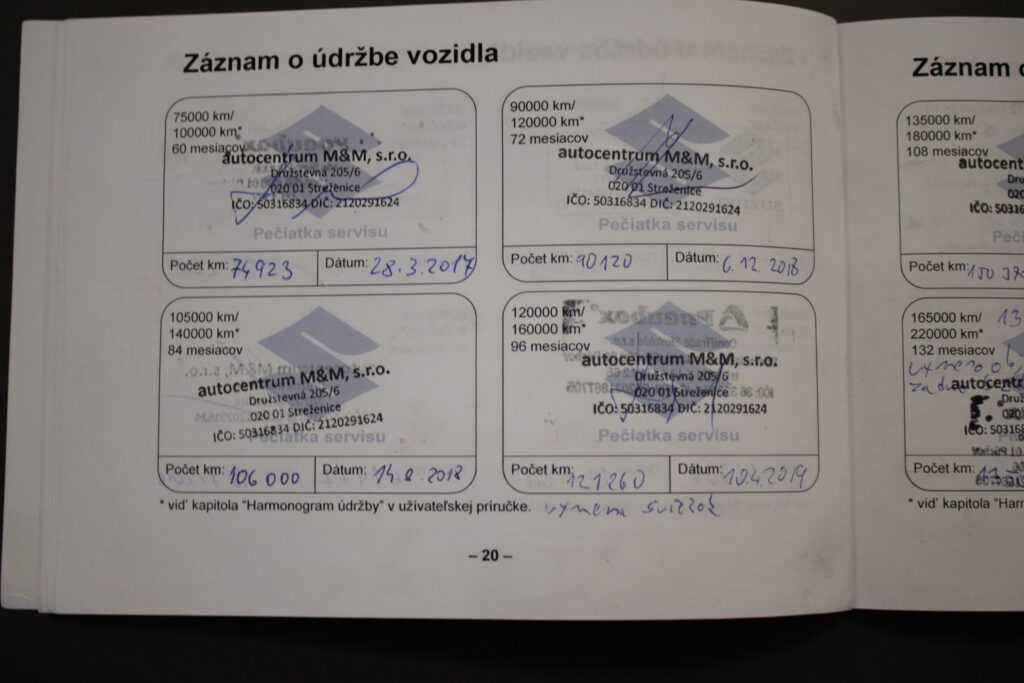 Záznam o údržbe vozidla
75000 km/
100000 km*
60 mesiacov
autocentrum M&M, s.r.o.
Družstevná 205/6
020 01 Streženice
IČO: 50316834 DIČ: 2120291624
Pečiatka servisu
Počet km: 74923
Dátum: 28.3.2017
90000 km/
120000 km*
72 mesiacov
autocentrum M&M, s.r.o.
Družstevná 205/6
020 01 Streženice
IČO: 50316834 DIČ: 2120291624
Pečiatka servisu
Počet km: 90120
Dátum: 6.12.2018
105000 km/
140000 km*
84 mesiacov
autocentrum M&M, s.r.o.
Družstevná 205/6
020 01 Streženice
IČO: 50316834 DIČ: 2120291624
Pečiatka servisu
Počet km: 106 000
Dátum: 14.8.2018
120000 km/
160000 km*
96 mesiacov
autocentrum M&M, s.r.o.
Družstevná 205/6
020 01 Streženice
IČO: 50316834 DIČ: 2120291624
Pečiatka servisu
Počet km: 121260
Dátum: 10.4.2019
* viď kapitola “Harmonogram údržby” v užívateľskej príručke.
výmena sviečok
– 20 –
Záznam
135000 km/
180000 km*
108 mesiacov
Počet km:
165000 km/
220000 km*
132 mesiacov
Počet km:
* viď kapitola